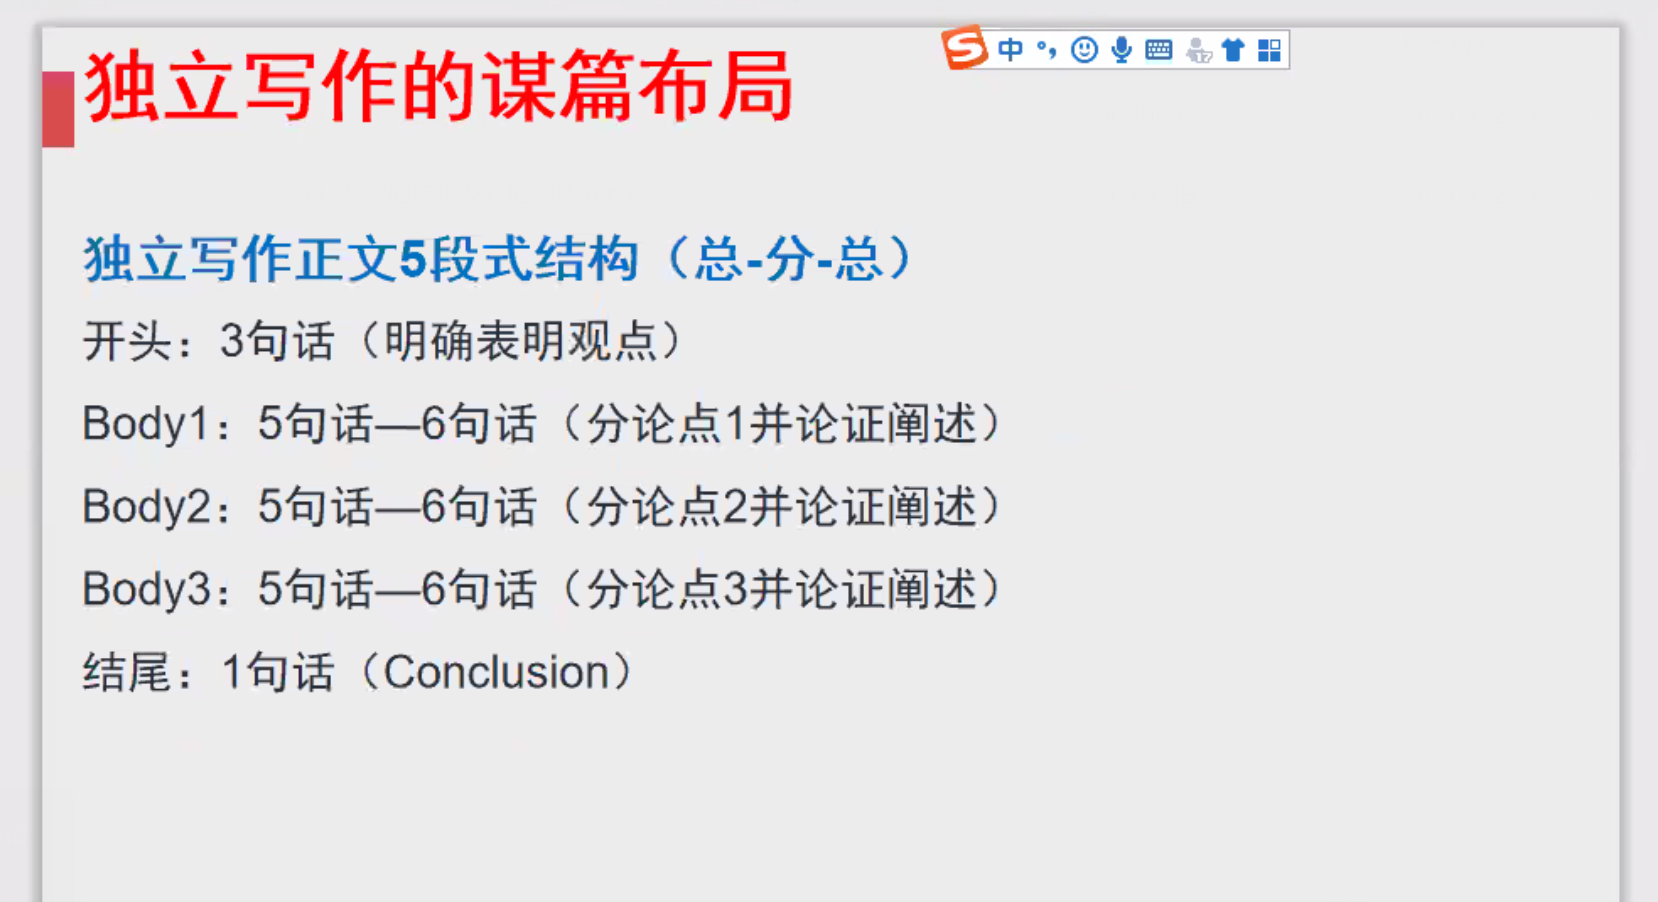 独立写作的谋篇布局
中
独立写作正文5段式结构（总-分-总）
开头：3句话（明确表明观点）
Body1：5句话—6句话（分论点1并论证阐述）
Body2：5句话—6句话（分论点2并论证阐述）
Body3：5句话—6句话（分论点3并论证阐述）
结尾：1句话（Conclusion）